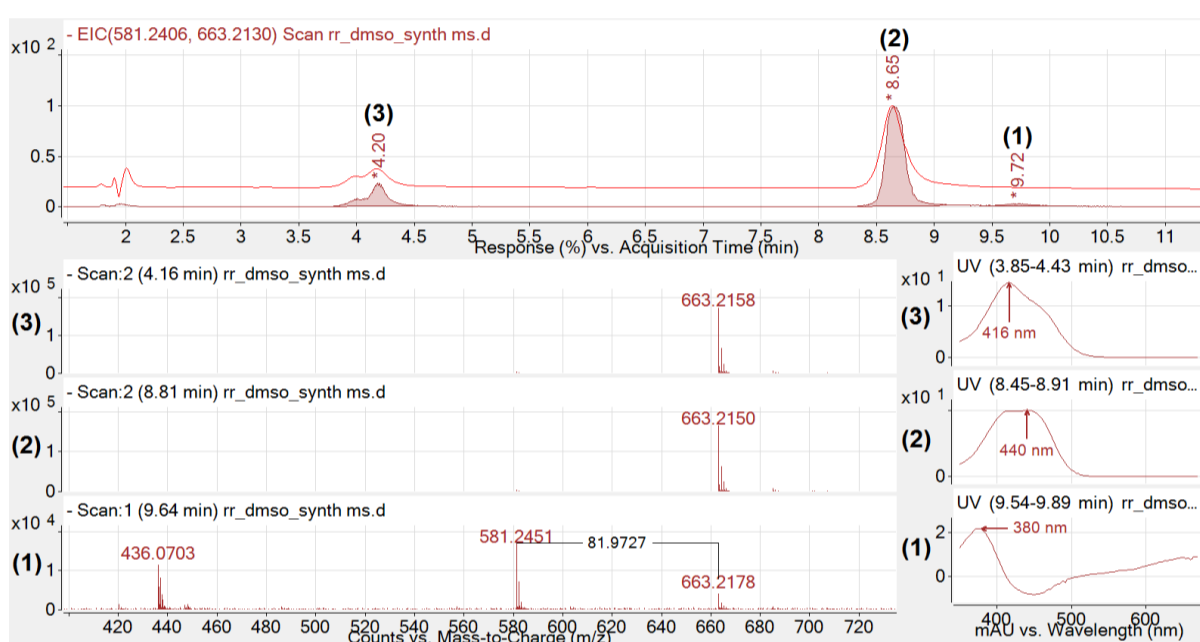 - EIC(581.2406, 663.2130) Scan rr_dmso_synth ms.d
x10 2
1
0.5
0
(3)
* 4.20
(2)
* 8.65
(1)
* 9.72
2 2.5 3 3.5 4 4.5 5 5.5 6 6.5 7 7.5 8 8.5 9 9.5 10 10.5 11
Response (%) vs. Acquisition Time (min)
- Scan:2 (4.16 min) rr_dmso_synth ms.d
x10 5
(3)
1
0
663.2158
UV (3.85-4.43 min) rr_dmso...
x10 1
(3)
1
0
416 nm
- Scan:2 (8.81 min) rr_dmso_synth ms.d
x10 5
(2)
1
0
663.2150
UV (8.45-8.91 min) rr_dmso...
x10 1
(2)
0
440 nm
- Scan:1 (9.64 min) rr_dmso_synth ms.d
x10 4
(1)
1
0
436.0703
581.2451
81.9727
663.2178
420 440 460 480 500 520 540 560 580 600 620 640 660 680 700 720
Counts vs. Mass-to-Charge (m/z)
UV (9.54-9.89 min) rr_dmso...
(1)
2
0
380 nm
400 500 600
mAU vs. Wavelength (nm)